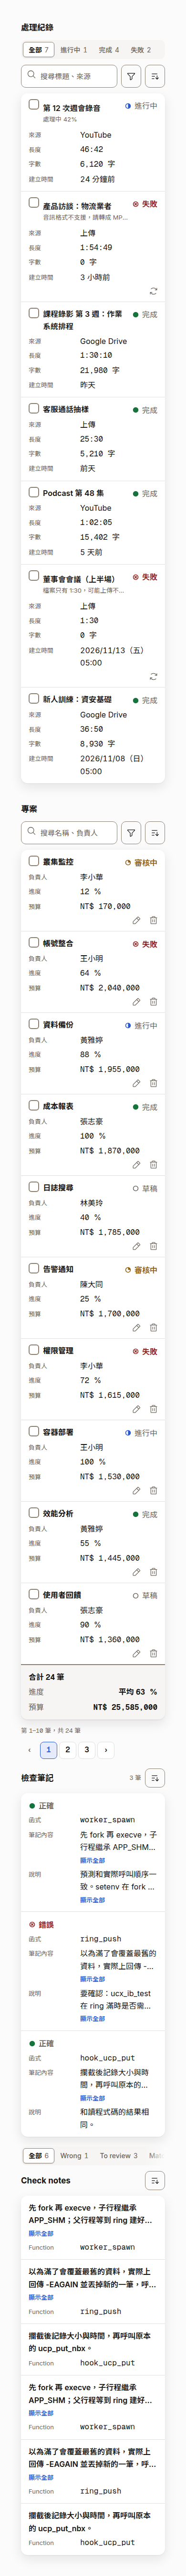 處理紀錄
全部 7 進行中 1 完成 4 失敗 2
搜尋標題、來源
第 12 次週會錄音 進行中
處理中 42%
來源 YouTube
長度 46:42
字數 6,120 字
建立時間 24 分鐘前
產品訪談：物流業者 失敗
音訊格式不支援，請轉成 MP…
來源 上傳
長度 1:54:49
字數 0 字
建立時間 3 小時前
課程錄影 第 3 週：作業 完成
系統排程
來源 Google Drive
長度 1:30:10
字數 21,980 字
建立時間 昨天
客服通話抽樣 完成
來源 上傳
長度 25:30
字數 5,210 字
建立時間 前天
Podcast 第 48 集 完成
來源 YouTube
長度 1:02:05
字數 15,402 字
建立時間 5 天前
董事會會議（上半場） 失敗
檔案只有 1:30，可能上傳不…
來源 上傳
長度 1:30
字數 0 字
建立時間 2026/11/13（五）
05:00
新人訓練：資安基礎 完成
來源 Google Drive
長度 36:50
字數 8,930 字
建立時間 2026/11/08（日）
05:00
專案
搜尋名稱、負責人
叢集監控 審核中
負責人 李小華
進度 12 %
預算 NT$ 170,000
帳號整合 失敗
負責人 王小明
進度 64 %
預算 NT$ 2,040,000
資料備份 進行中
負責人 黃雅婷
進度 88 %
預算 NT$ 1,955,000
成本報表 完成
負責人 張志豪
進度 100 %
預算 NT$ 1,870,000
日誌搜尋 草稿
負責人 林美玲
進度 40 %
預算 NT$ 1,785,000
告警通知 審核中
負責人 陳大同
進度 25 %
預算 NT$ 1,700,000
權限管理 失敗
負責人 李小華
進度 72 %
預算 NT$ 1,615,000
容器部署 進行中
負責人 王小明
進度 100 %
預算 NT$ 1,530,000
效能分析 完成
負責人 黃雅婷
進度 55 %
預算 NT$ 1,445,000
使用者回饋 草稿
負責人 張志豪
進度 90 %
預算 NT$ 1,360,000
合計 24 筆
進度 平均 63 %
預算 NT$ 25,585,000
第 1–10 筆，共 24 筆
‹ 1 2 3 ›
檢查筆記 3 筆
正確
函式 worker_spawn
筆記內容 先 fork 再 execve，子
行程繼承 APP_SHM…
顯示全部
說明 預測和實際呼叫順序一
致。setenv 在 fork …
顯示全部
錯誤
函式 ring_push
筆記內容 以為滿了會覆蓋最舊的
資料，實際上回傳 -…
顯示全部
說明 要確認：ucx_ib_test
在 ring 滿時是否需…
顯示全部
正確
函式 hook_ucp_put
筆記內容 攔截後記錄大小與時
間，再呼叫原本的…
顯示全部
說明 和讀程式碼的結果相
同。
全部 6 Wrong 1 To review 3
Check notes
先 fork 再 execve，子行程繼承
APP_SHM；父行程等到 ring 建好…
顯示全部
Function worker_spawn
以為滿了會覆蓋最舊的資料，實際上
回傳 -EAGAIN 並丟掉新的一筆，呼…
顯示全部
Function ring_push
攔截後記錄大小與時間，再呼叫原本
的 ucp_put_nbx。
Function hook_ucp_put
先 fork 再 execve，子行程繼承
APP_SHM；父行程等到 ring 建好…
顯示全部
Function worker_spawn
以為滿了會覆蓋最舊的資料，實際上
回傳 -EAGAIN 並丟掉新的一筆，呼…
顯示全部
Function ring_push
攔截後記錄大小與時間，再呼叫原本
的 ucp_put_nbx。
Function hook_ucp_put